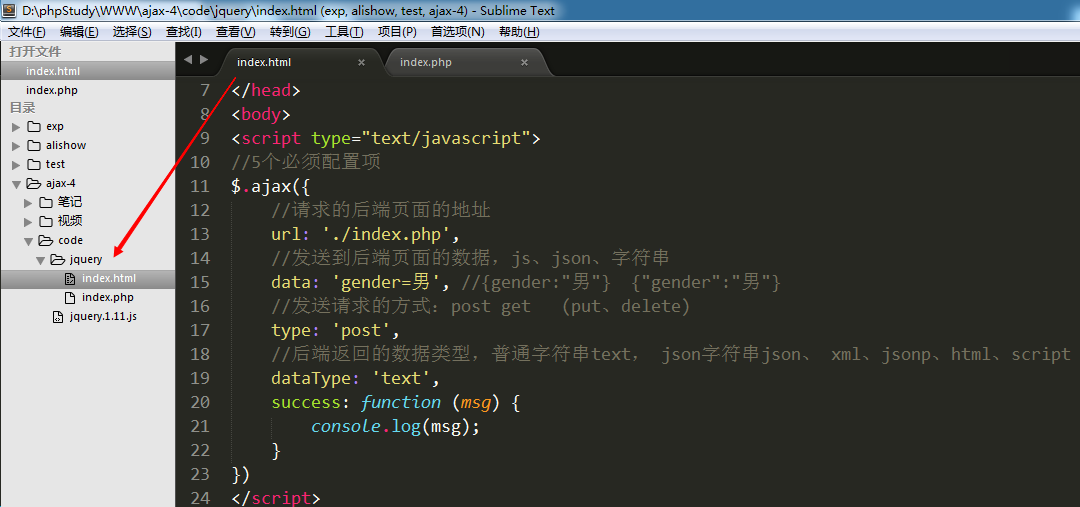 D:\phpStudy\WWW\ajax-4\code\jquery\index.html (exp, alishow, test, ajax-4) - Sublime Text
文件(F) 编辑(E) 选择(S) 查找(I) 查看(V) 转到(G) 工具(T) 项目(P) 首选项(N) 帮助(H)
打开文件
index.html
index.php
目录
exp
alishow
test
ajax-4
笔记
视频
code
jquery
index.html
index.php
jquery.1.11.js
index.html × index.php ×
7 </head>
8 <body>
9 <script type="text/javascript">
10 //5个必须配置项
11 $.ajax({
12 //请求的后端页面的地址
13 url: './index.php',
14 //发送到后端页面的数据，js、json、字符串
15 data: 'gender=男', //{gender:"男"} {"gender":"男"}
16 //发送请求的方式：post get （put、delete）
17 type: 'post',
18 //后端返回的数据类型，普通字符串text， json字符串json、 xml、jsonp、html、script
19 dataType: 'text',
20 success: function (msg) {
21 console.log(msg);
22 }
23 })
24 </script>